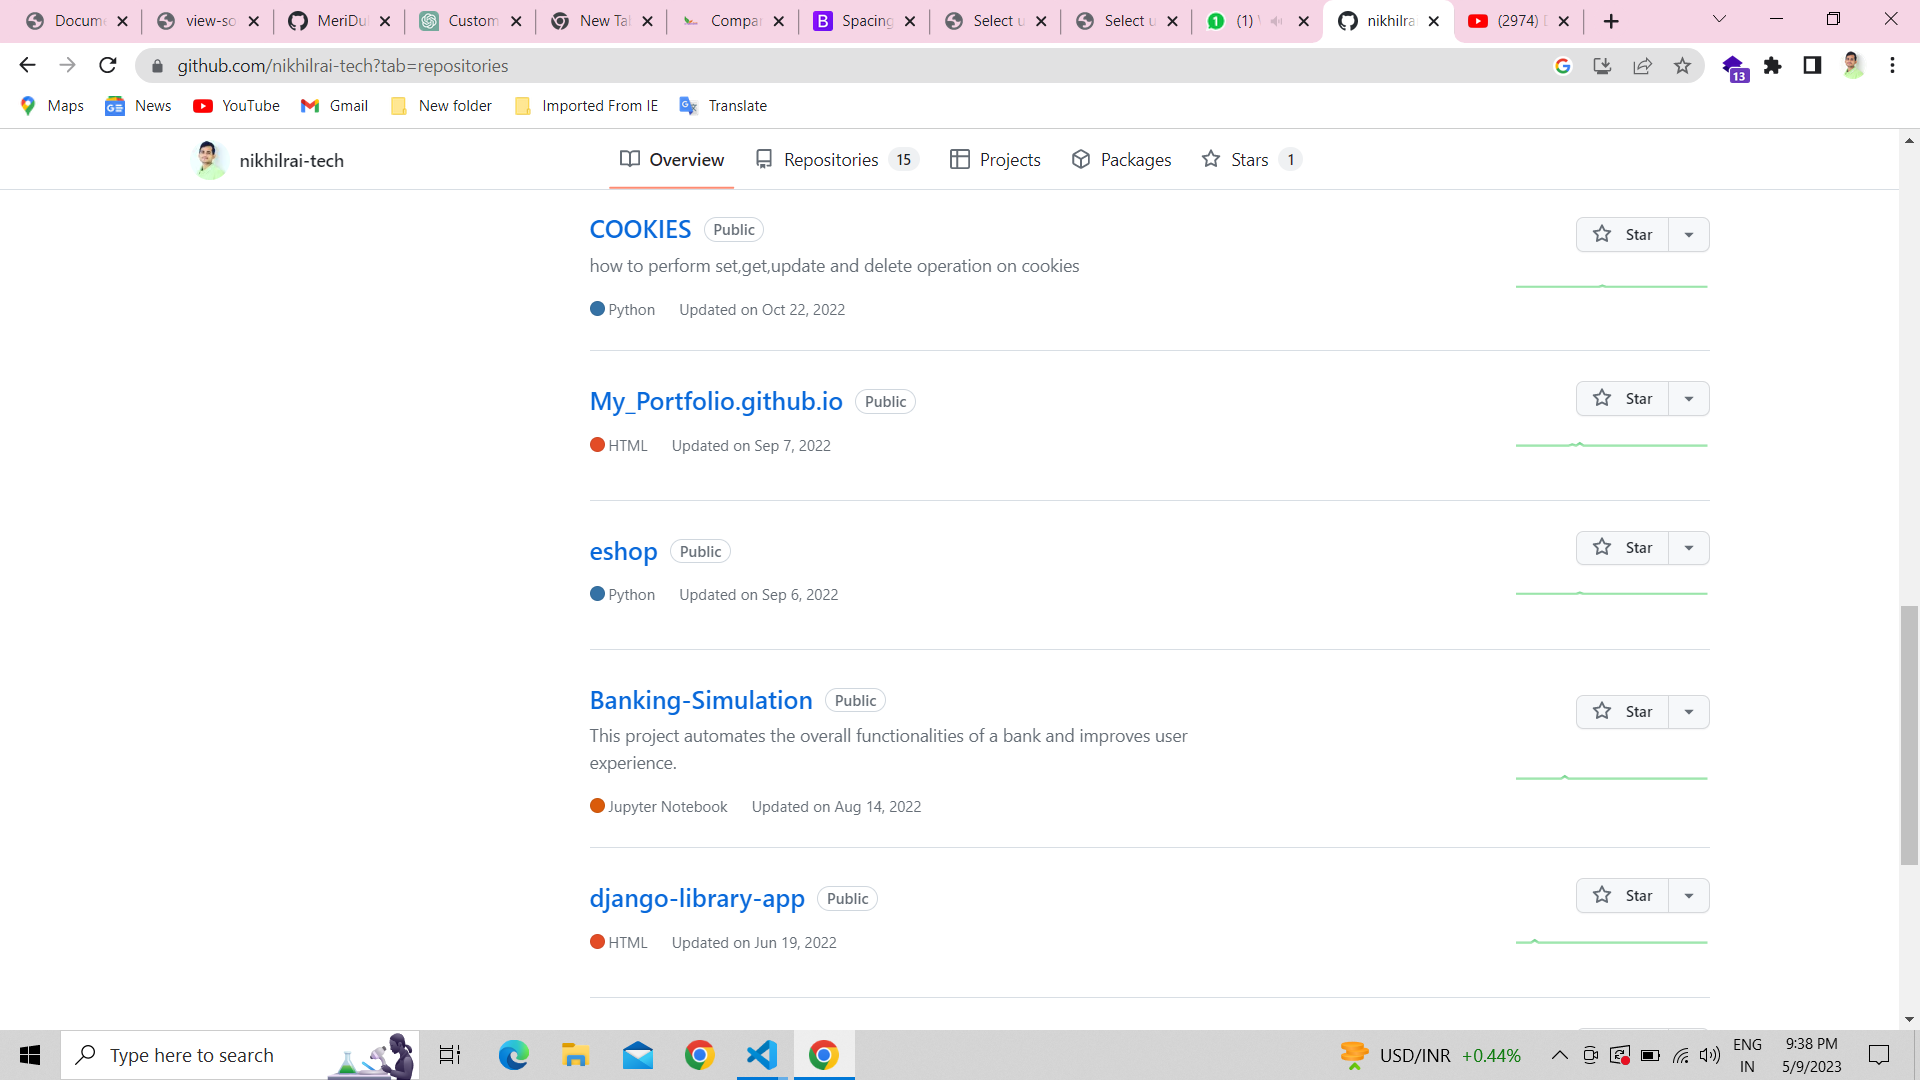 Docume
view-so
MeriDu
Custom
New Tab
Compar
Spacing
Select u
Select u
(1)
nikhilrai
(2974)
github.com/nikhilrai-tech?tab=repositories
13
Maps
News
YouTube
Gmail
New folder
Imported From IE
Translate
nikhilrai-tech
Overview
Repositories 15
Projects
Packages
Stars 1
COOKIES Public
Star
how to perform set,get,update and delete operation on cookies
Python Updated on Oct 22, 2022
My_Portfolio.github.io Public
Star
HTML Updated on Sep 7, 2022
eshop Public
Star
Python Updated on Sep 6, 2022
Banking-Simulation Public
Star
This project automates the overall functionalities of a bank and improves user
experience.
Jupyter Notebook Updated on Aug 14, 2022
django-library-app Public
Star
HTML Updated on Jun 19, 2022
Type here to search
USD/INR +0.44%
ENG
IN
9:38 PM
5/9/2023